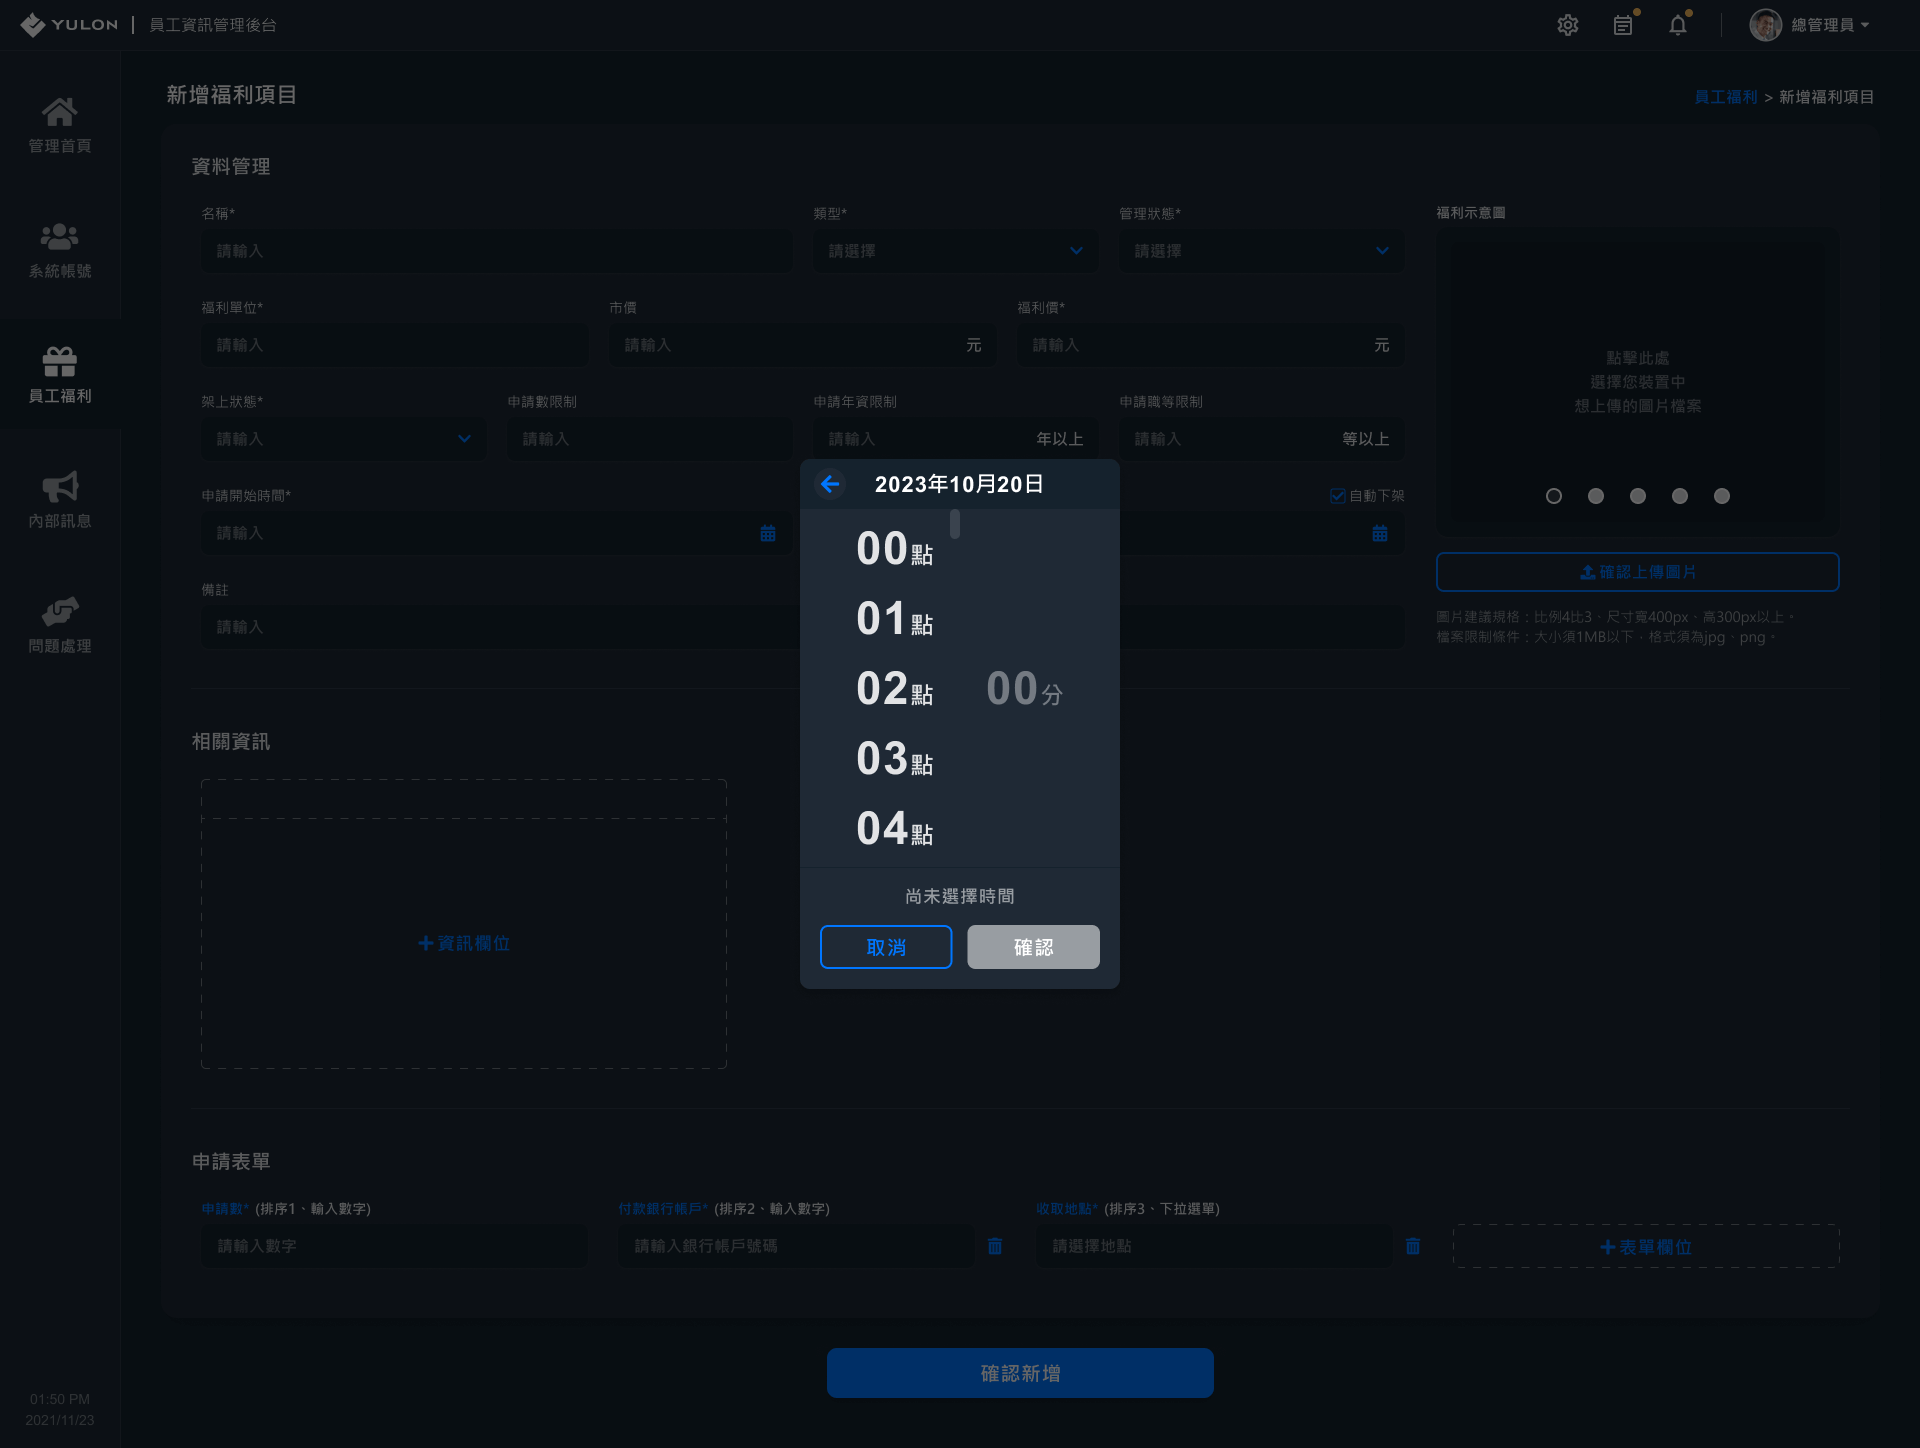 YULON | 員工資訊管理後台
總管理員
管理首頁
系統帳號
員工福利
內部訊息
問題處理
01:50 PM
2021/11/23
新增福利項目
員工福利 > 新增福利項目
資料管理
名稱*
請輸入
類型*
請選擇
管理狀態*
請選擇
福利單位*
請輸入
市價
請輸入 元
福利價*
請輸入 元
架上狀態*
請輸入
申請數限制
請輸入
申請年資限制
請輸入 年以上
申請職等限制
請輸入 等以上
申請開始時間*
請輸入
自動下架
備註
請輸入
福利示意圖
點擊此處
選擇您裝置中
想上傳的圖片檔案
確認上傳圖片
圖片建議規格：比例4比3、尺寸寬400px、高300px以上。
檔案限制條件：大小須1MB以下，格式須為jpg、png。
2023年10月20日
00點
01點
02點 00分
03點
04點
尚未選擇時間
取消 確認
相關資訊
+資訊欄位
申請表單
申請數* (排序1、輸入數字)
請輸入數字
付款銀行帳戶* (排序2、輸入數字)
請輸入銀行帳戶號碼
收取地點* (排序3、下拉選單)
請選擇地點
+表單欄位
確認新增